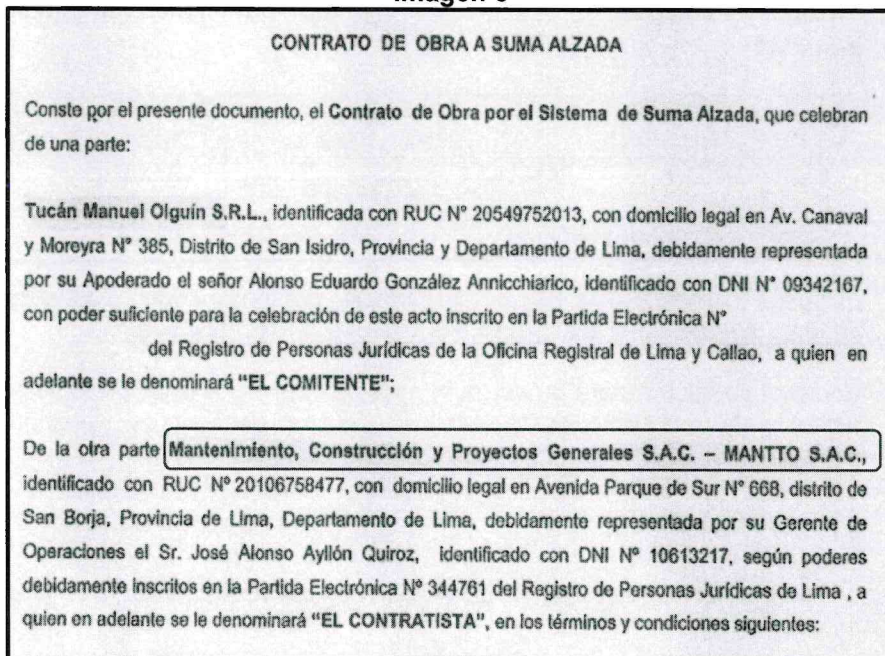 CONTRATO DE OBRA A SUMA ALZADA
Conste por el presente documento, el Contrato de Obra por el Sistema de Suma Alzada, que celebran
de una parte:
Tucán Manuel Olguín S.R.L., identificada con RUC N° 20549752013, con domicilio legal en Av. Canaval
y Moreyra N° 385, Distrito de San Isidro, Provincia y Departamento de Lima, debidamente representada
por su Apoderado el señor Alonso Eduardo González Annicchiarico, identificado con DNI N° 09342167,
con poder suficiente para la celebración de este acto inscrito en la Partida Electrónica N°
del Registro de Personas Jurídicas de la Oficina Registral de Lima y Callao, a quien en
adelante se le denominará "EL COMITENTE";
De la otra parte Mantenimiento, Construcción y Proyectos Generales S.A.C. – MANTTO S.A.C.,
identificado con RUC Nº 20106758477, con domicilio legal en Avenida Parque de Sur N° 668, distrito de
San Borja, Provincia de Lima, Departamento de Lima, debidamente representada por su Gerente de
Operaciones el Sr. José Alonso Ayllón Quiroz, identificado con DNI Nº 10613217, según poderes
debidamente inscritos en la Partida Electrónica Nº 344761 del Registro de Personas Jurídicas de Lima , a
quien en adelante se le denominará "EL CONTRATISTA", en los términos y condiciones siguientes: